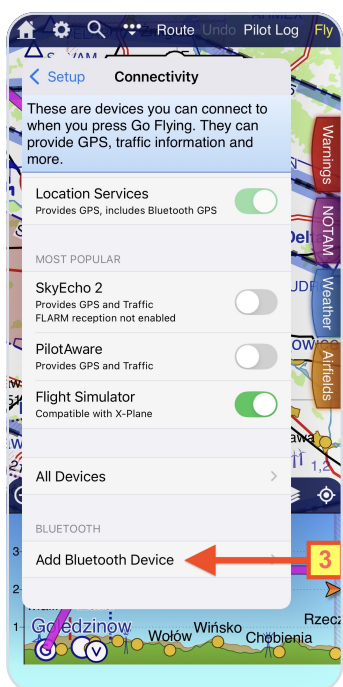 Route Undo Pilot Log Fly
Setup Connectivity
These are devices you can connect to
when you press Go Flying. They can
provide GPS, traffic information and
more.
Location Services
Provides GPS, includes Bluetooth GPS
MOST POPULAR
SkyEcho 2
Provides GPS and Traffic
FLARM reception not enabled
PilotAware
Provides GPS and Traffic
Flight Simulator
Compatible with X-Plane
All Devices
BLUETOOTH
Add Bluetooth Device
3
Warnings
NOTAM
Weather
Airfields
3
2
1
Wołów
Wińsko
Chobienia